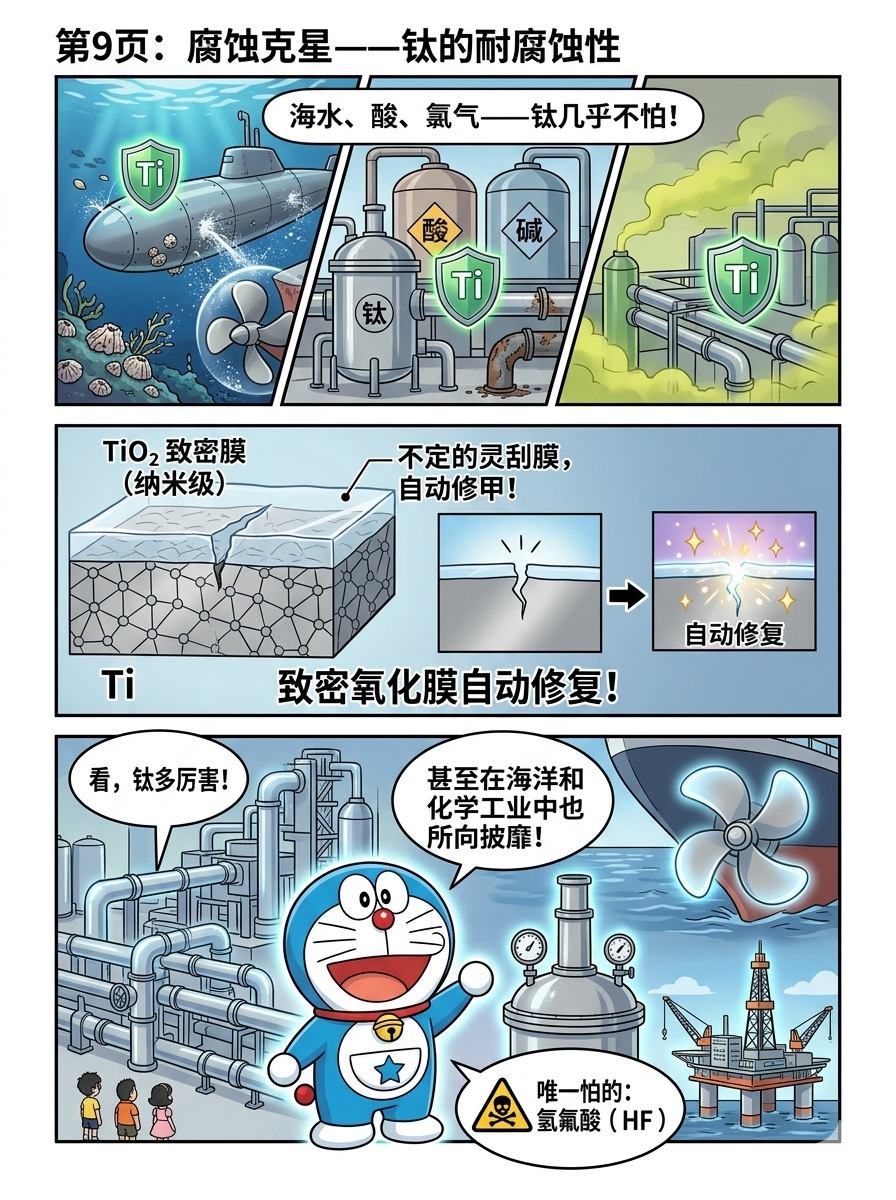 第9页：腐蚀克星——钛的耐腐蚀性
海水、酸、氯气——钛几乎不怕！
Ti
酸
碱
钛
Ti
Ti
TiO₂ 致密膜
（纳米级）
不定的灵刮膜，
自动修甲！
自动修复
Ti
致密氧化膜自动修复！
看，钛多厉害！
甚至在海洋和
化学工业中也
所向披靡！
唯一怕的：
氢氟酸（HF）